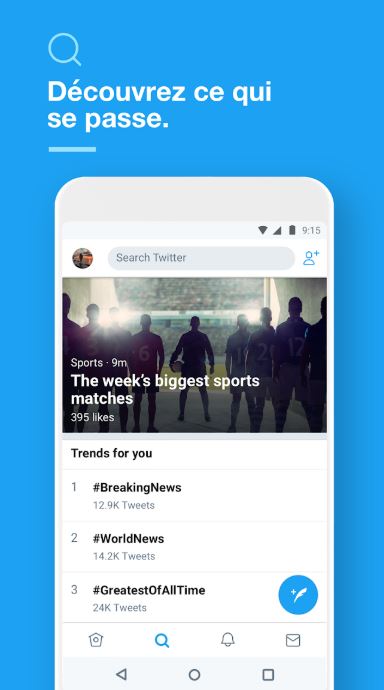 Découvrez ce qui
se passe.
9:15
Search Twitter
Sports · 9m
The week's biggest sports
matches
395 likes
Trends for you
1 #BreakingNews
12.9K Tweets
2 #WorldNews
14.2K Tweets
3 #GreatestOfAllTime
24K Tweets